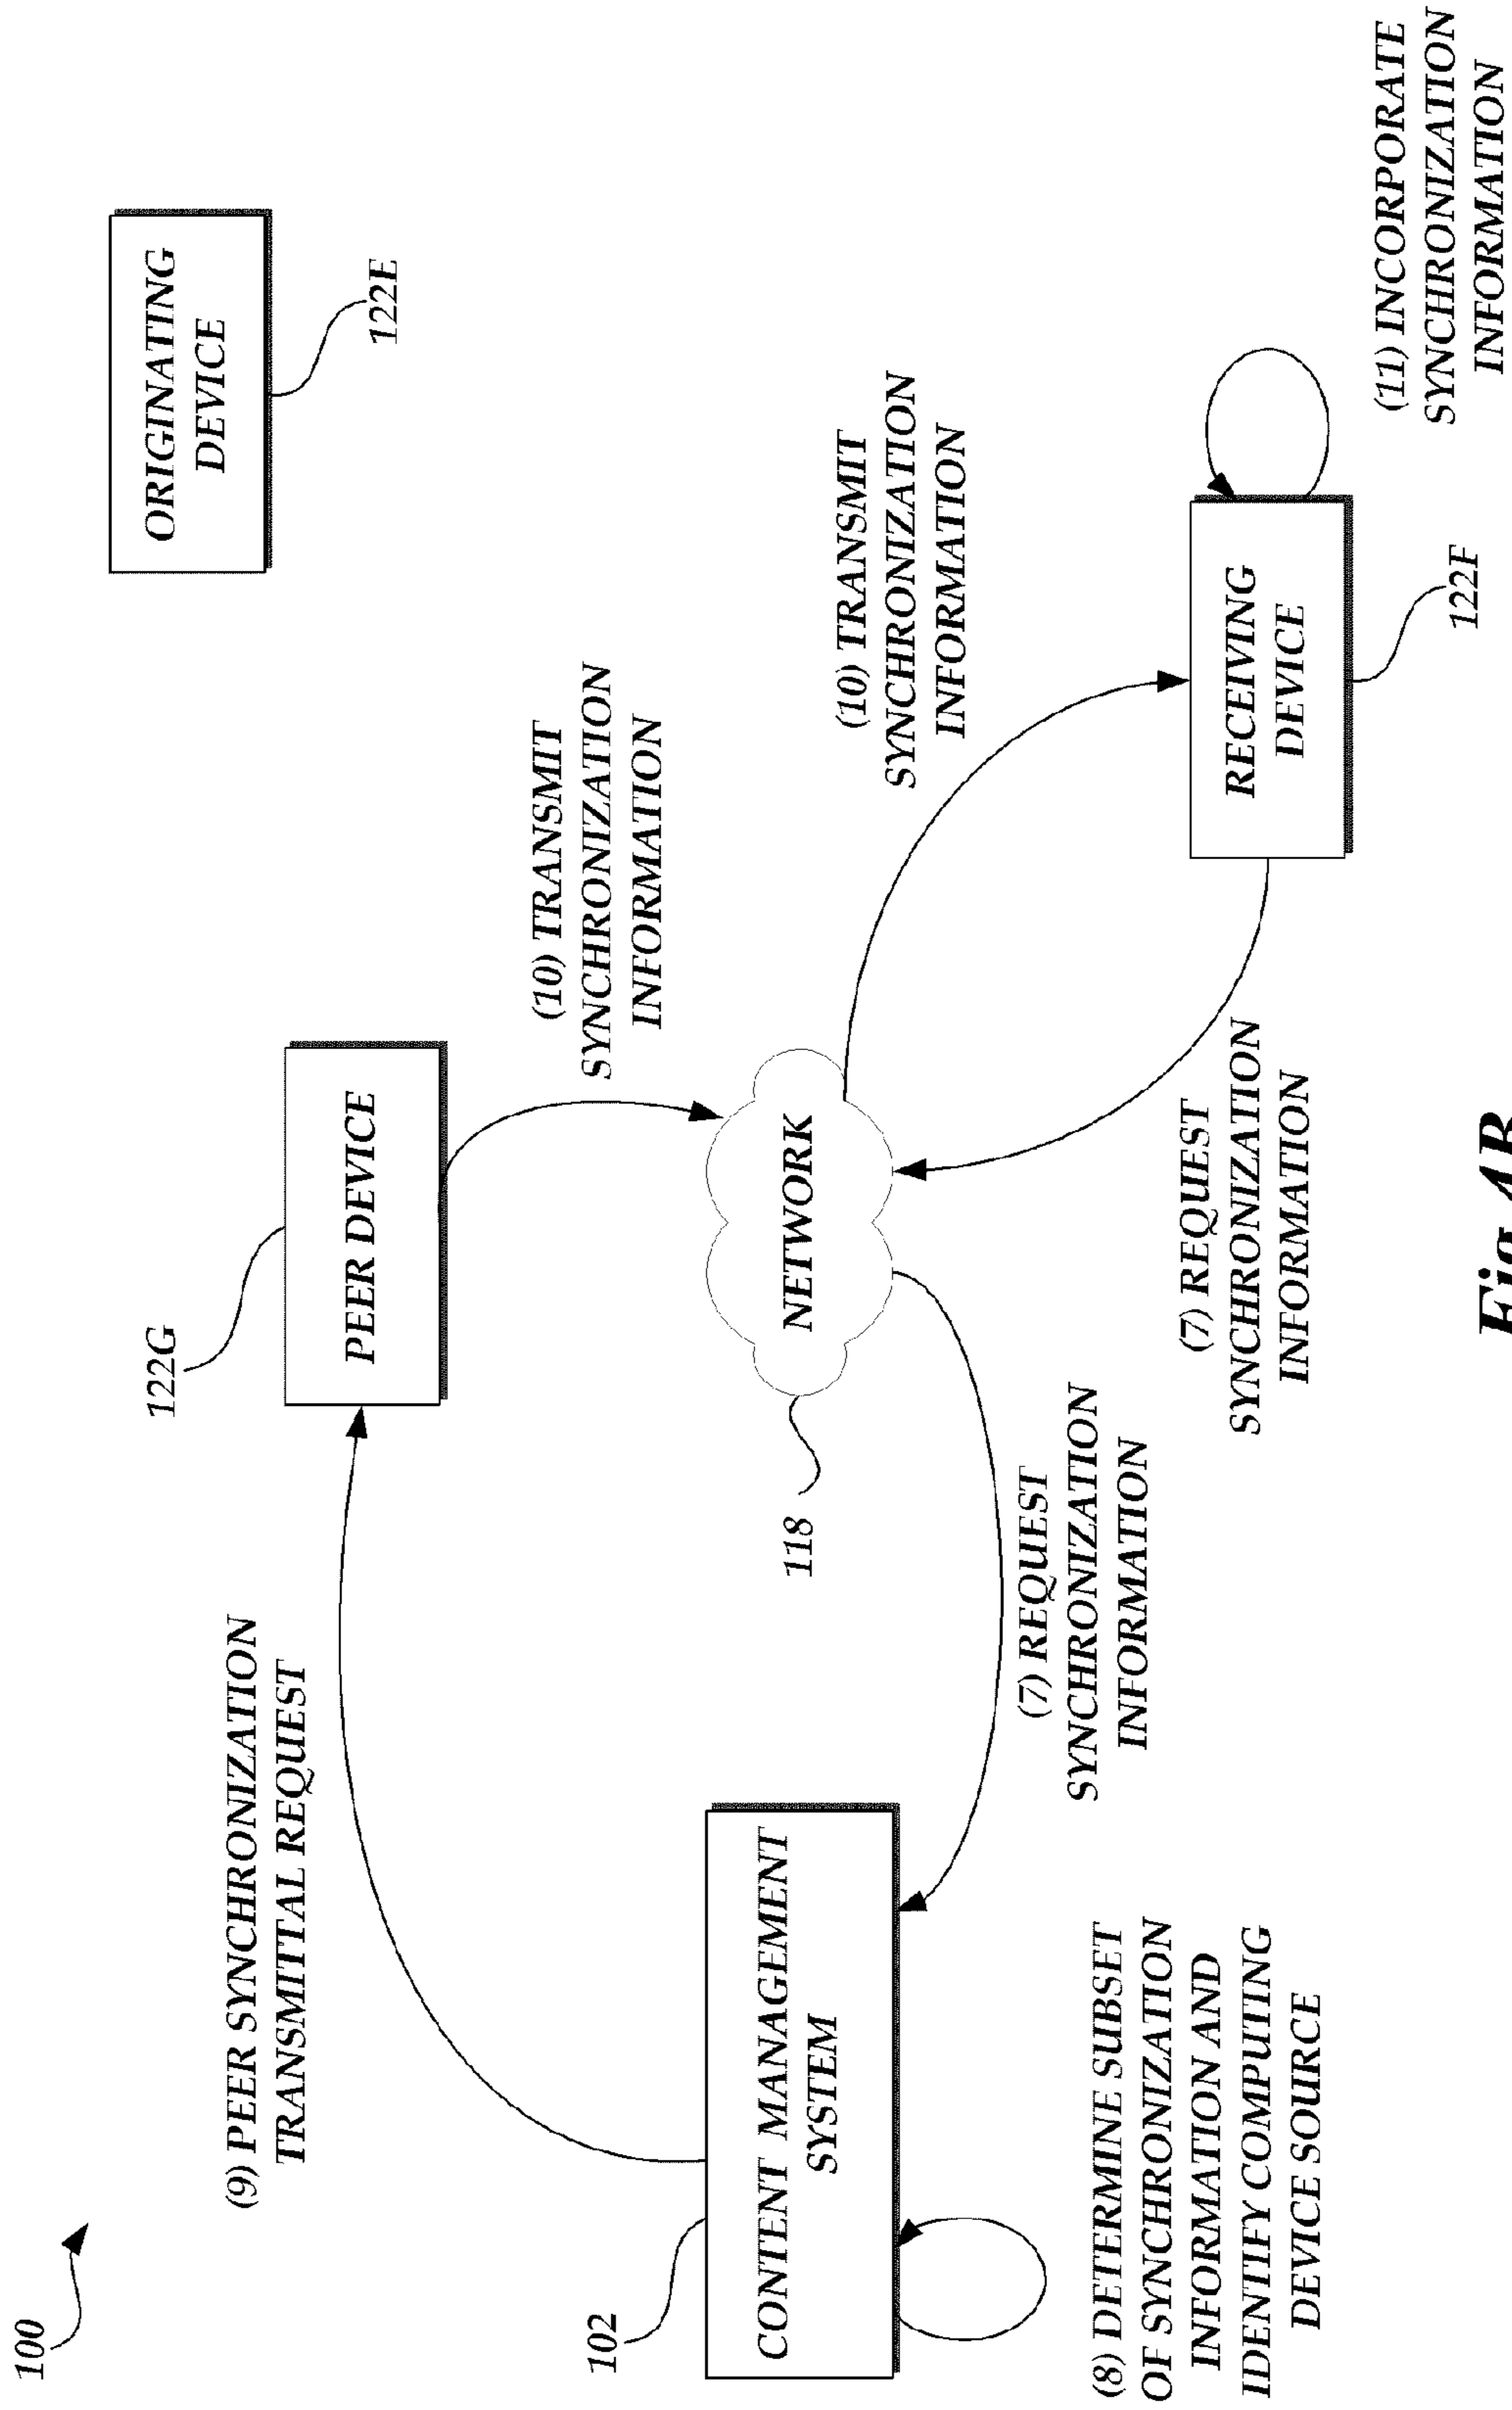 100
(9) PEER SYNCHRONIZATION
TRANSMITTAL REQUEST
122G
PEER DEVICE
ORIGINATING
DEVICE
122E
(10) TRANSMIT
SYNCHRONIZATION
INFORMATION
102
CONTENT MANAGEMENT
SYSTEM
118
NETWORK
(10) TRANSMIT
SYNCHRONIZATION
INFORMATION
(7) REQUEST
SYNCHRONIZATION
INFORMATION
(7) REQUEST
SYNCHRONIZATION
INFORMATION
RECEIVING
DEVICE
122F
(8) DETERMINE SUBSET
OF SYNCHRONIZATION
INFORMATION AND
IDENTIFY COMPUTING
DEVICE SOURCE
(11) INCORPORATE
SYNCHRONIZATION
INFORMATION
Fig.4B